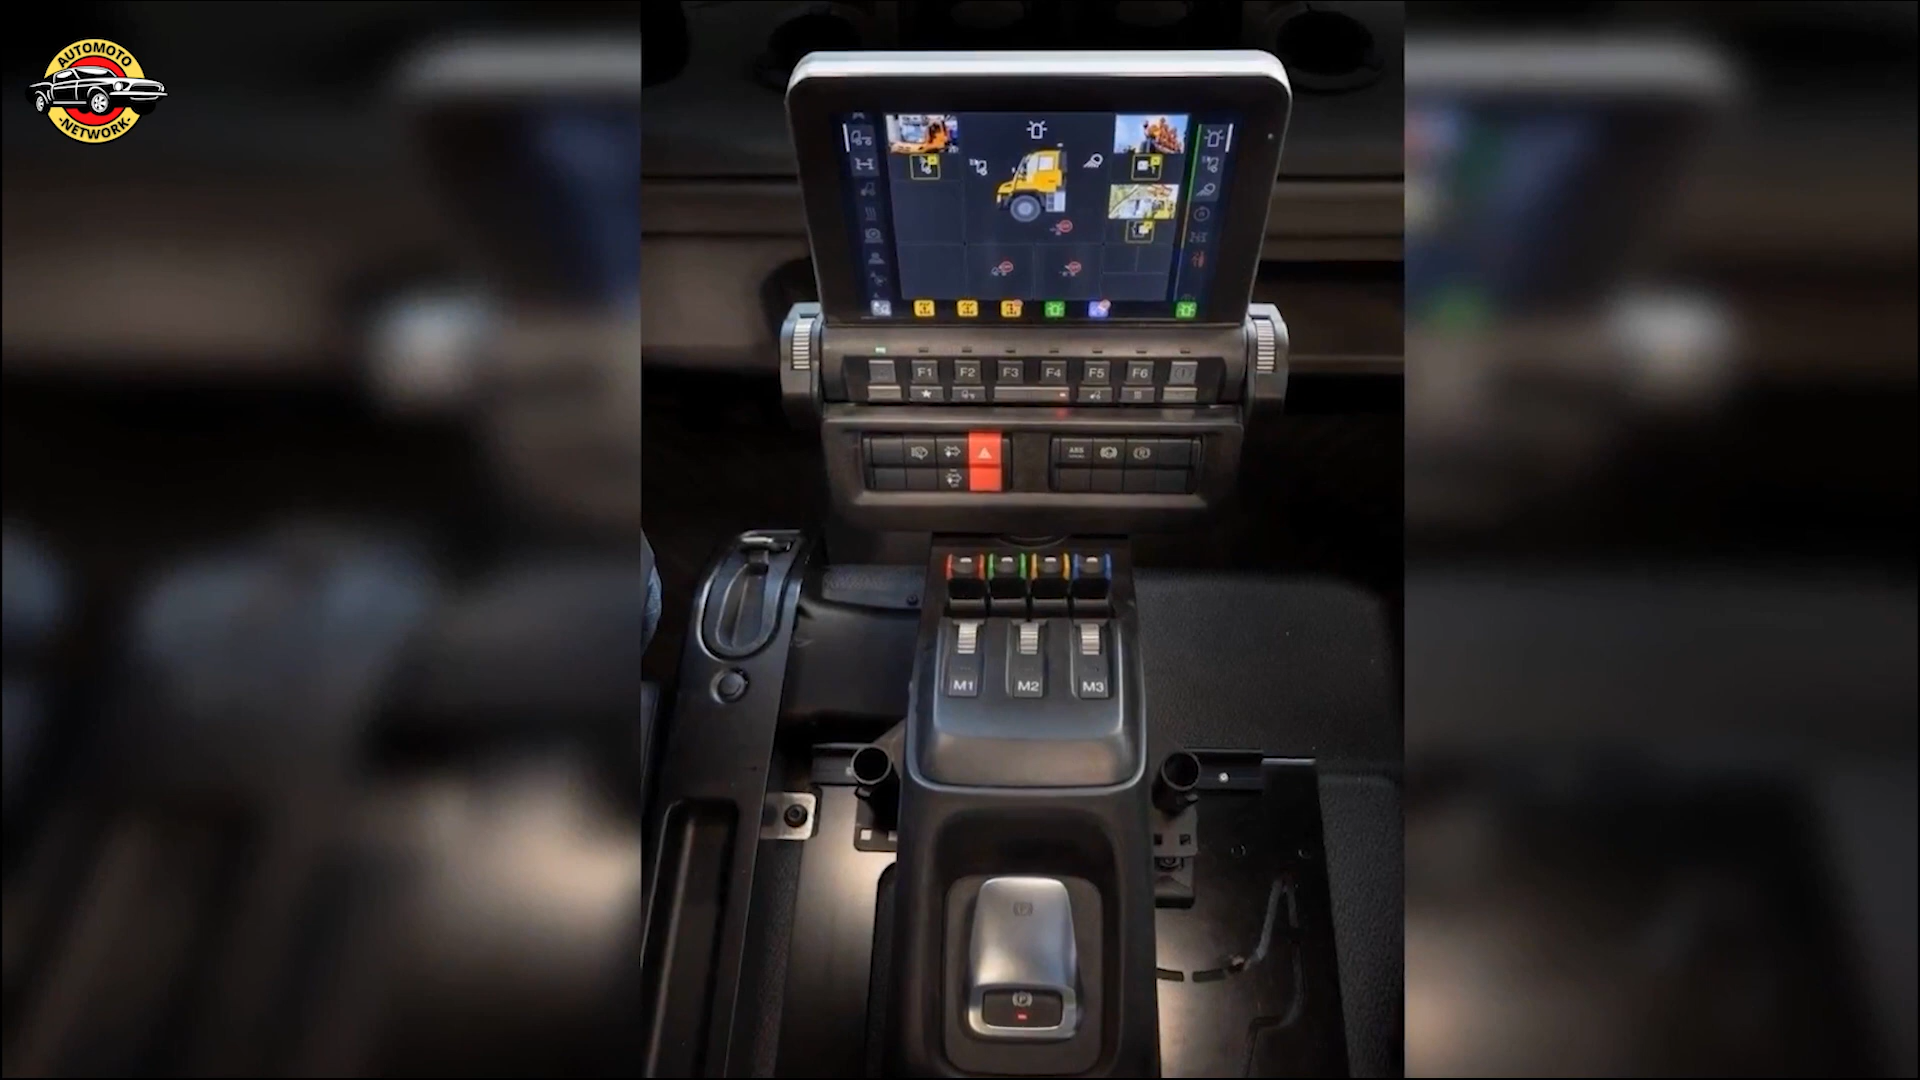 AUTOMOTO
-NETWORK-
F1 F2 F3 F4 F5 F6
ABS
M1 M2 M3
P
P